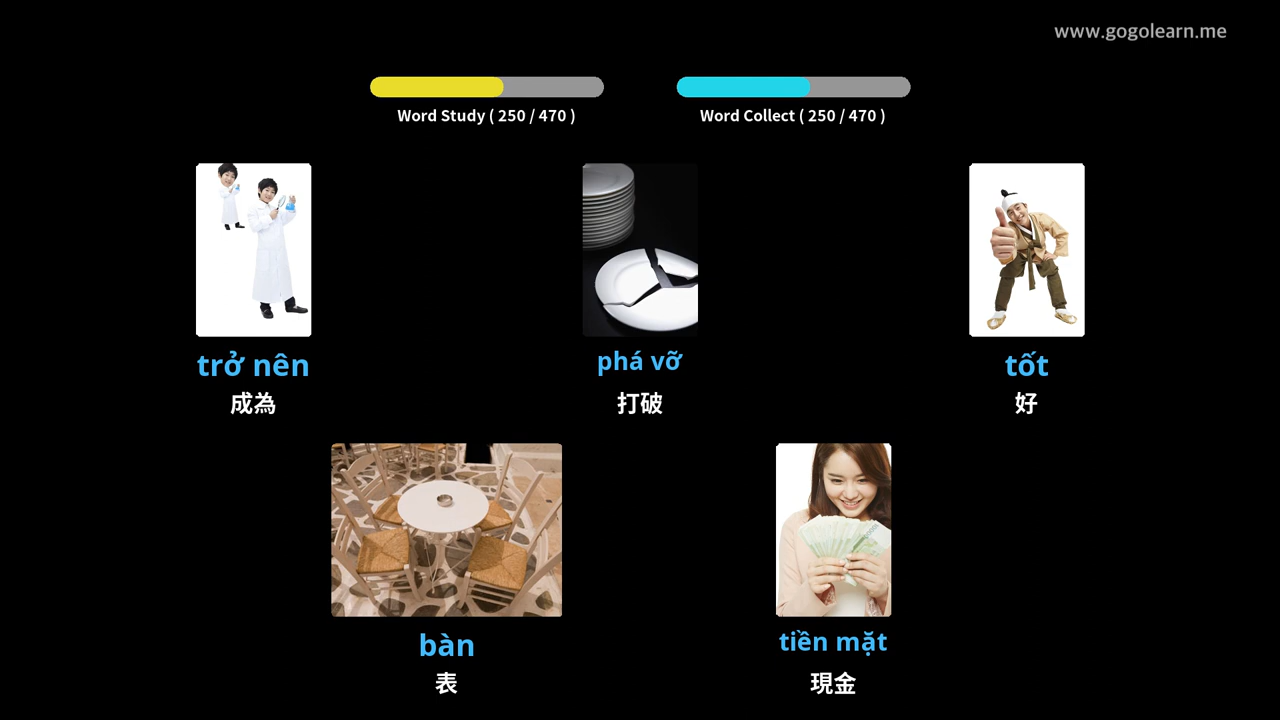 www.gogolearn.me
Word Study ( 250 / 470 )
Word Collect ( 250 / 470 )
trở nên
成為
phá vỡ
打破
tốt
好
bàn
表
tiền mặt
現金